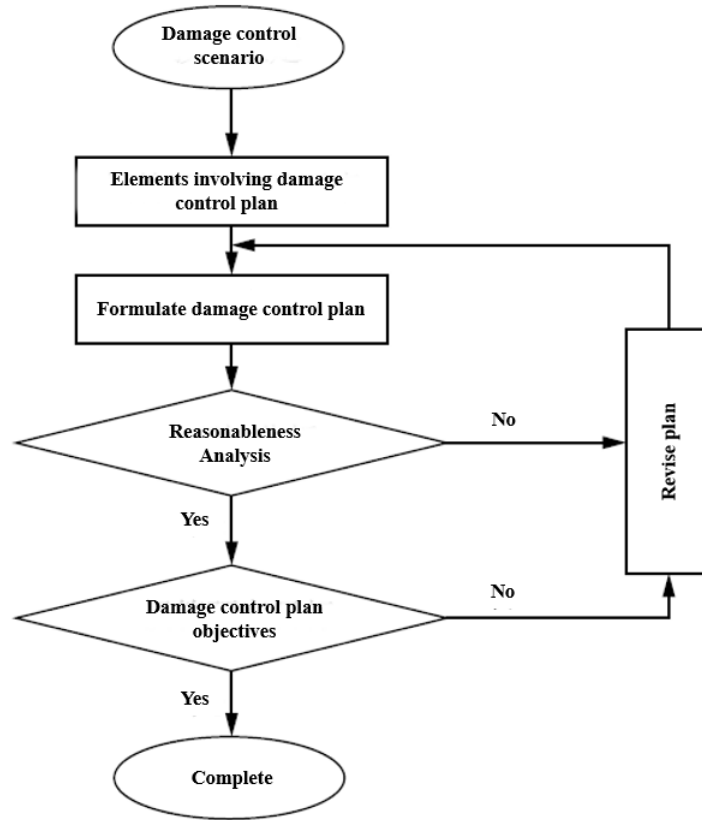 Damage control
scenario
Elements involving damage
control plan
Formulate damage control plan
Reasonableness
Analysis
No
Revise plan
Yes
Damage control plan
objectives
No
Yes
Complete